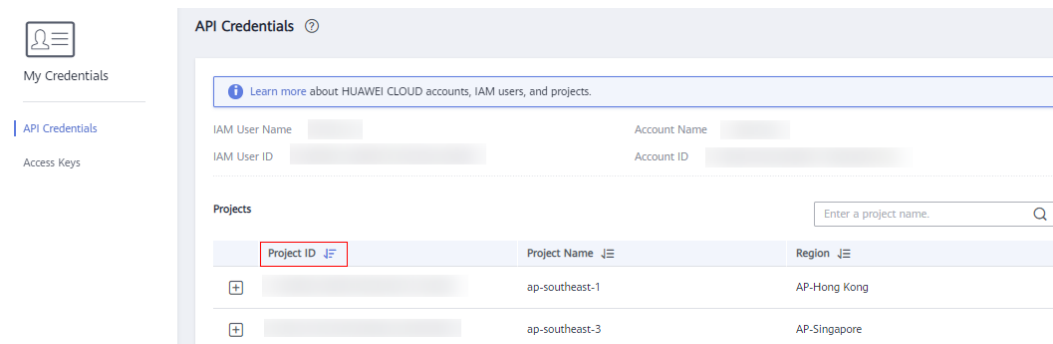 API Credentials
My Credentials
API Credentials
Access Keys
Learn more about HUAWEI CLOUD accounts, IAM users, and projects.
IAM User Name
Account Name
IAM User ID
Account ID
Projects
Enter a project name.
Project ID
Project Name
Region
ap-southeast-1
AP-Hong Kong
ap-southeast-3
AP-Singapore